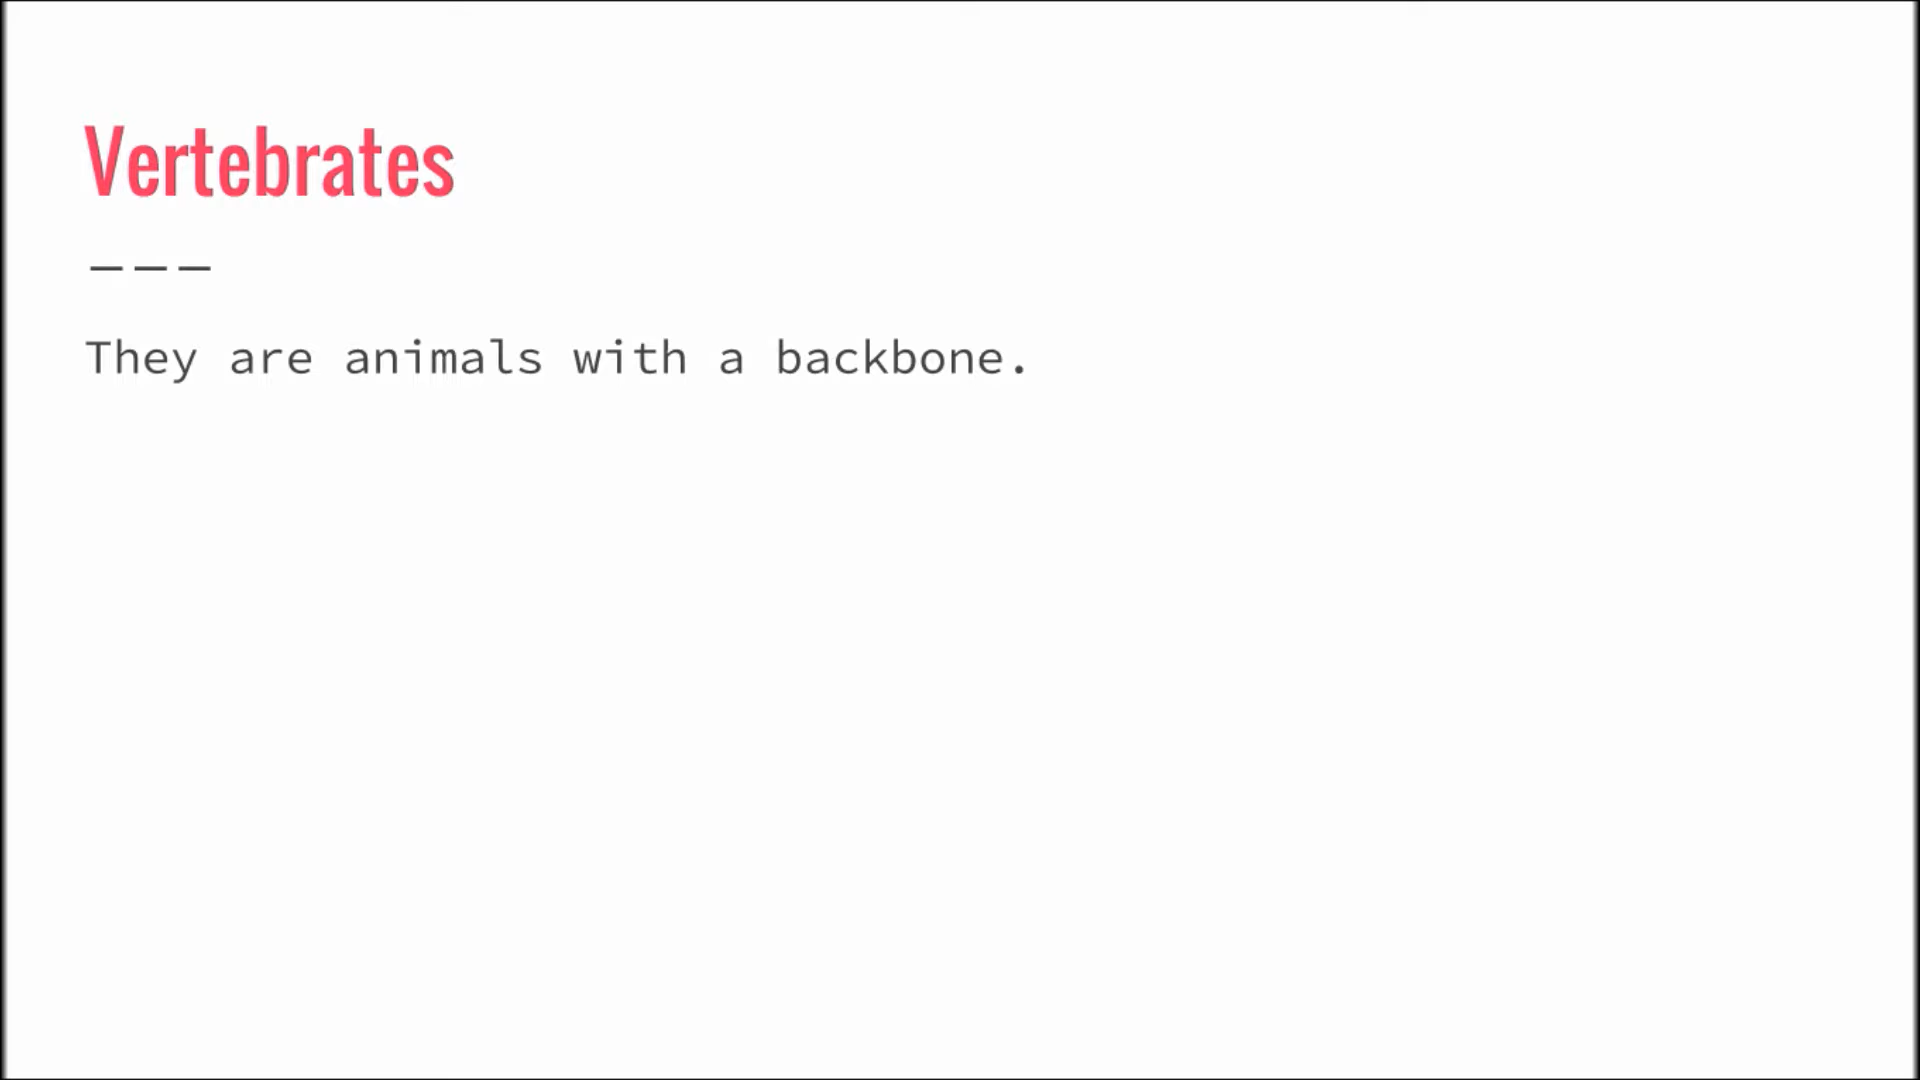 Vertebrates
———
They are animals with a backbone.